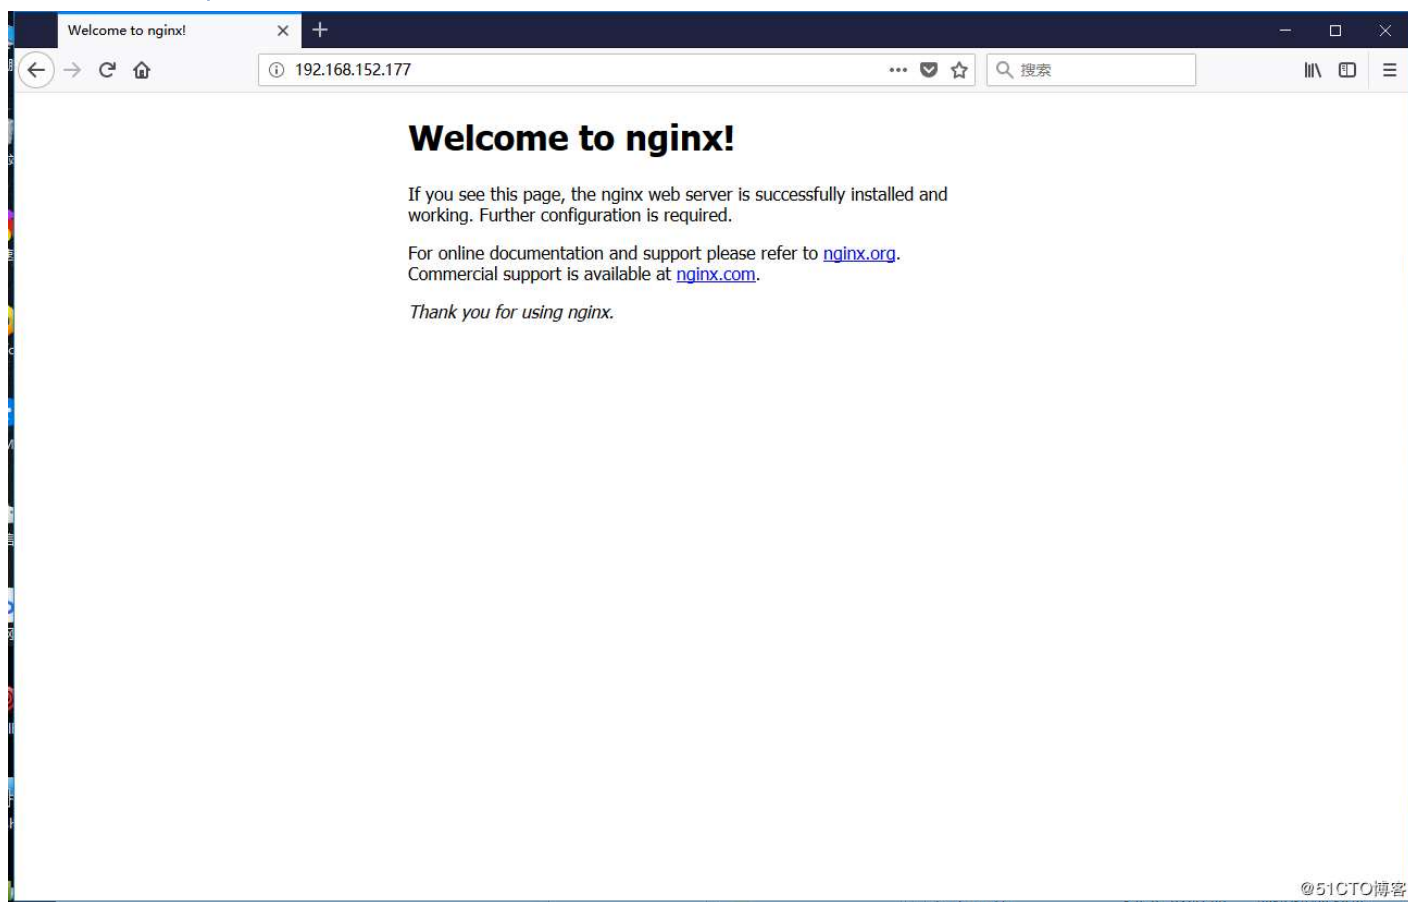 Welcome to nginx!
192.168.152.177
搜索
Welcome to nginx!
If you see this page, the nginx web server is successfully installed and
working. Further configuration is required.
For online documentation and support please refer to nginx.org.
Commercial support is available at nginx.com.
Thank you for using nginx.
@51CTO博客